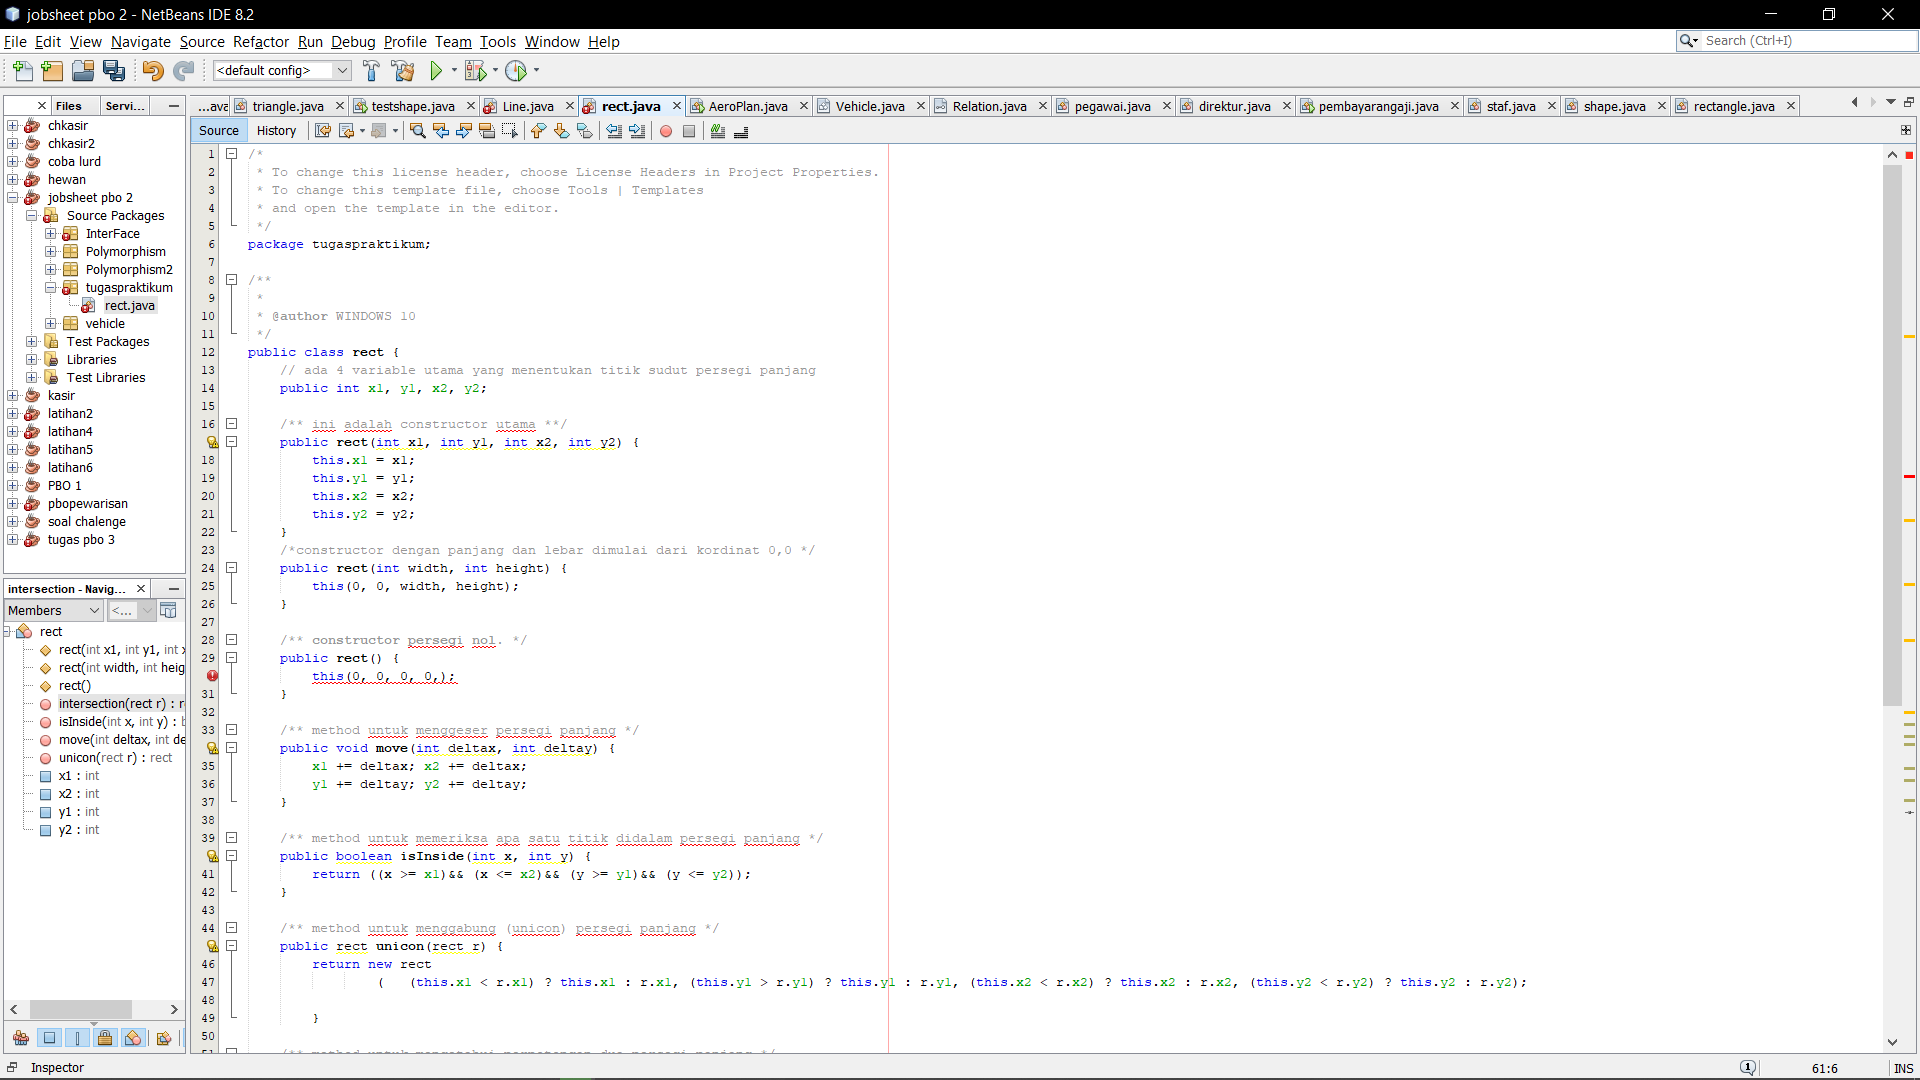 jobsheet pbo 2 - NetBeans IDE 8.2
File Edit View Navigate Source Refactor Run Debug Profile Team Tools Window Help
Search (Ctrl+I)
<default config>
Files Servi...
...ava triangle.java testshape.java Line.java rect.java AeroPlan.java Vehicle.java Relation.java pegawai.java direktur.java pembayarangaji.java staf.java shape.java rectangle.java
Source History
chkasir
chkasir2
coba lurd
hewan
jobsheet pbo 2
Source Packages
InterFace
Polymorphism
Polymorphism2
tugaspraktikum
rect.java
vehicle
Test Packages
Libraries
Test Libraries
kasir
latihan2
latihan4
latihan5
latihan6
PBO 1
pbopewarisan
soal chalenge
tugas pbo 3
intersection - Navig...
Members <...
rect
rect(int x1, int y1, int x
rect(int width, int heig
rect()
intersection(rect r) : r
isInside(int x, int y) : b
move(int deltax, int de
unicon(rect r) : rect
x1 : int
x2 : int
y1 : int
y2 : int
1 /*
2 * To change this license header, choose License Headers in Project Properties.
3 * To change this template file, choose Tools | Templates
4 * and open the template in the editor.
5 */
6 package tugaspraktikum;
7
8 /**
9 *
10 * @author WINDOWS 10
11 */
12 public class rect {
13 // ada 4 variable utama yang menentukan titik sudut persegi panjang
14 public int x1, y1, x2, y2;
15
16 /** ini adalah constructor utama **/
public rect(int x1, int y1, int x2, int y2) {
18 this.x1 = x1;
19 this.y1 = y1;
20 this.x2 = x2;
21 this.y2 = y2;
22 }
23 /*constructor dengan panjang dan lebar dimulai dari kordinat 0,0 */
24 public rect(int width, int height) {
25 this(0, 0, width, height);
26 }
27
28 /** constructor persegi nol. */
29 public rect() {
this(0, 0, 0, 0,);
31 }
32
33 /** method untuk menggeser persegi panjang */
public void move(int deltax, int deltay) {
35 x1 += deltax; x2 += deltax;
36 y1 += deltay; y2 += deltay;
37 }
38
39 /** method untuk memeriksa apa satu titik didalam persegi panjang */
public boolean isInside(int x, int y) {
41 return ((x >= x1)&& (x <= x2)&& (y >= y1)&& (y <= y2));
42 }
43
44 /** method untuk menggabung (unicon) persegi panjang */
public rect unicon(rect r) {
46 return new rect
47 ( (this.x1 < r.x1) ? this.x1 : r.x1, (this.y1 > r.y1) ? this.y1 : r.y1, (this.x2 < r.x2) ? this.x2 : r.x2, (this.y2 < r.y2) ? this.y2 : r.y2);
48
49 }
50
Inspector
1
61:6 INS